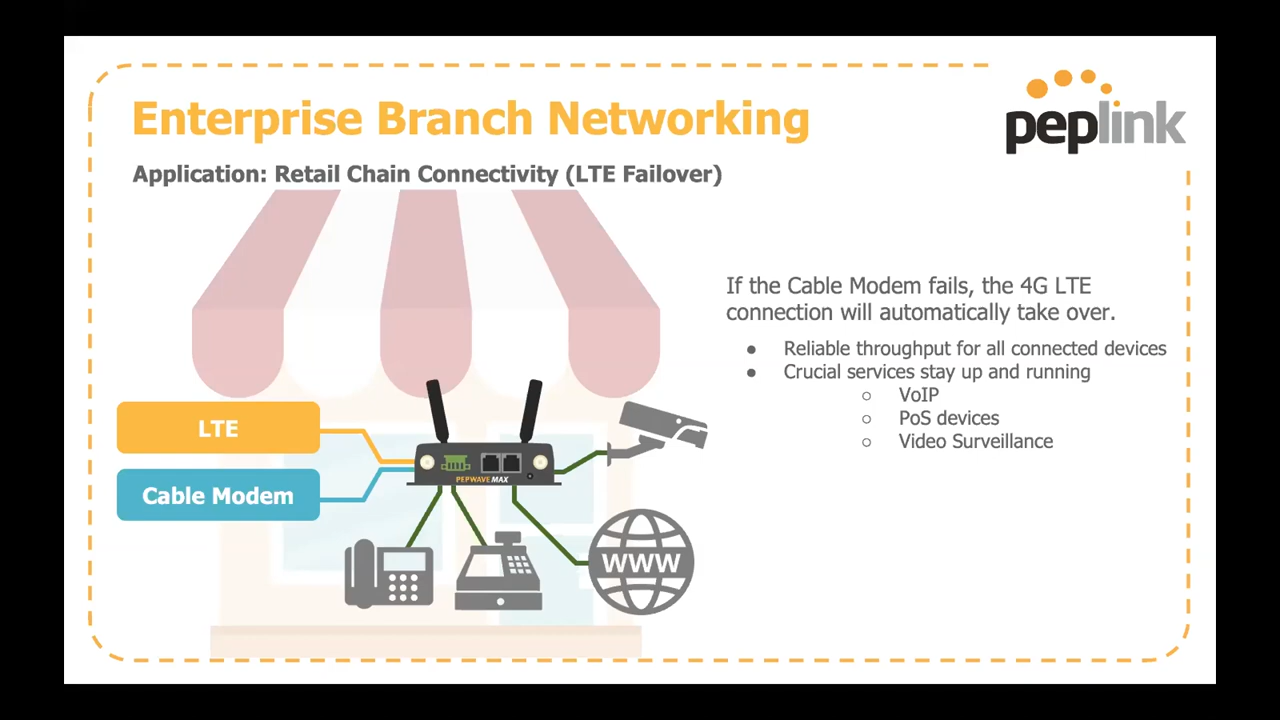 Enterprise Branch Networking
peplink
Application: Retail Chain Connectivity (LTE Failover)
If the Cable Modem fails, the 4G LTE
connection will automatically take over.
● Reliable throughput for all connected devices
● Crucial services stay up and running
○ VoIP
○ PoS devices
○ Video Surveillance
LTE
Cable Modem
PEPWAVE MAX
WWW